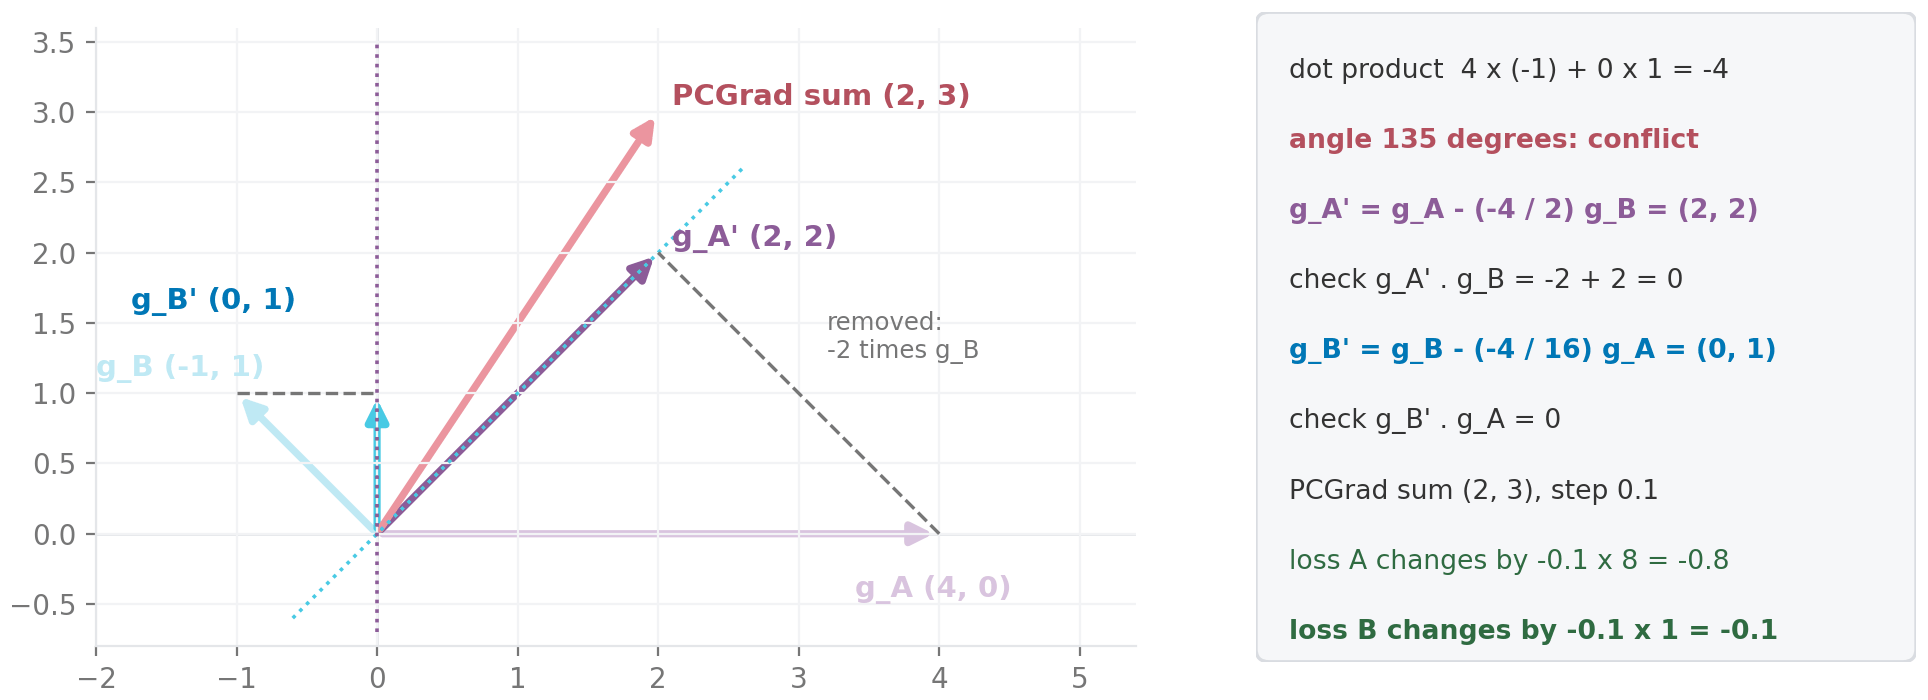 3.5
3.0
2.5
2.0
1.5
1.0
0.5
0.0
−0.5
−2
−1
0
1
2
3
4
5
PCGrad sum (2, 3)
g_A' (2, 2)
g_B' (0, 1)
removed:
-2 times g_B
g_B (-1, 1)
g_A (4, 0)
dot product  4 x (-1) + 0 x 1 = -4
angle 135 degrees: conflict
g_A' = g_A - (-4 / 2) g_B = (2, 2)
check g_A' . g_B = -2 + 2 = 0
g_B' = g_B - (-4 / 16) g_A = (0, 1)
check g_B' . g_A = 0
PCGrad sum (2, 3), step 0.1
loss A changes by -0.1 x 8 = -0.8
loss B changes by -0.1 x 1 = -0.1